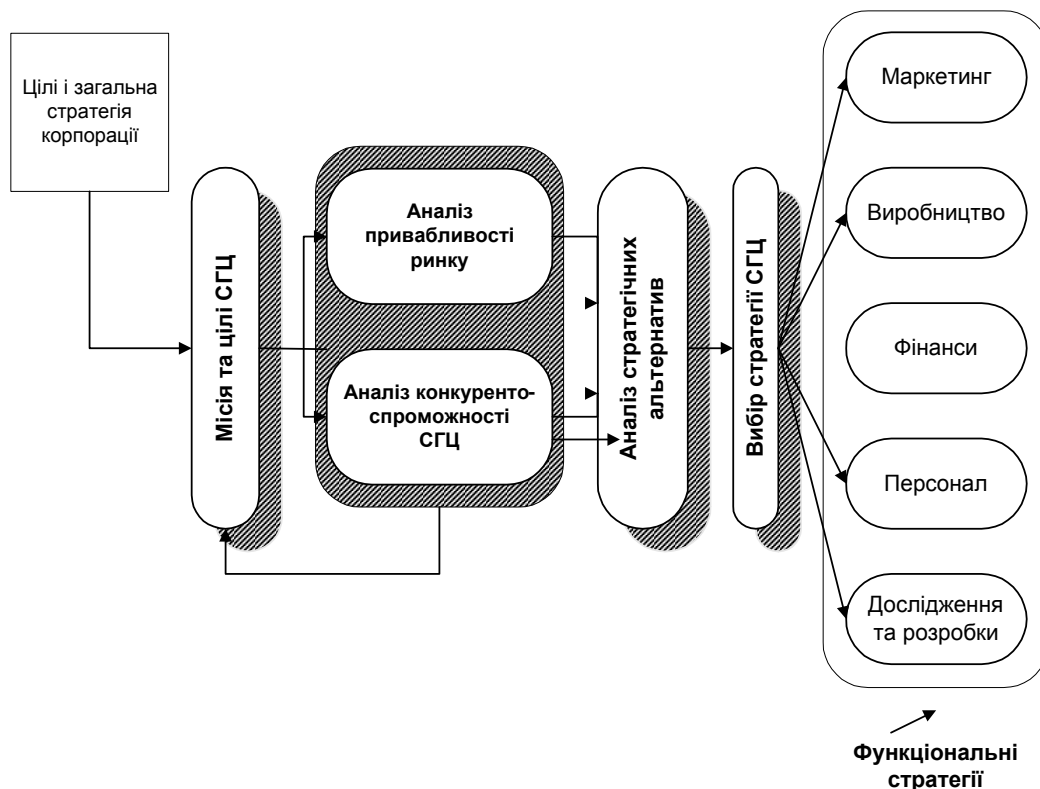 Цілі і загальна
стратегія
корпорації
Місія та цілі СГЦ
Аналіз
привабливості
ринку
Аналіз конкуренто-
спроможності
СГЦ
Аналіз стратегічних
альтернатив
Вибір стратегії СГЦ
Маркетинг
Виробництво
Фінанси
Персонал
Дослідження
та розробки
Функціональні
стратегії